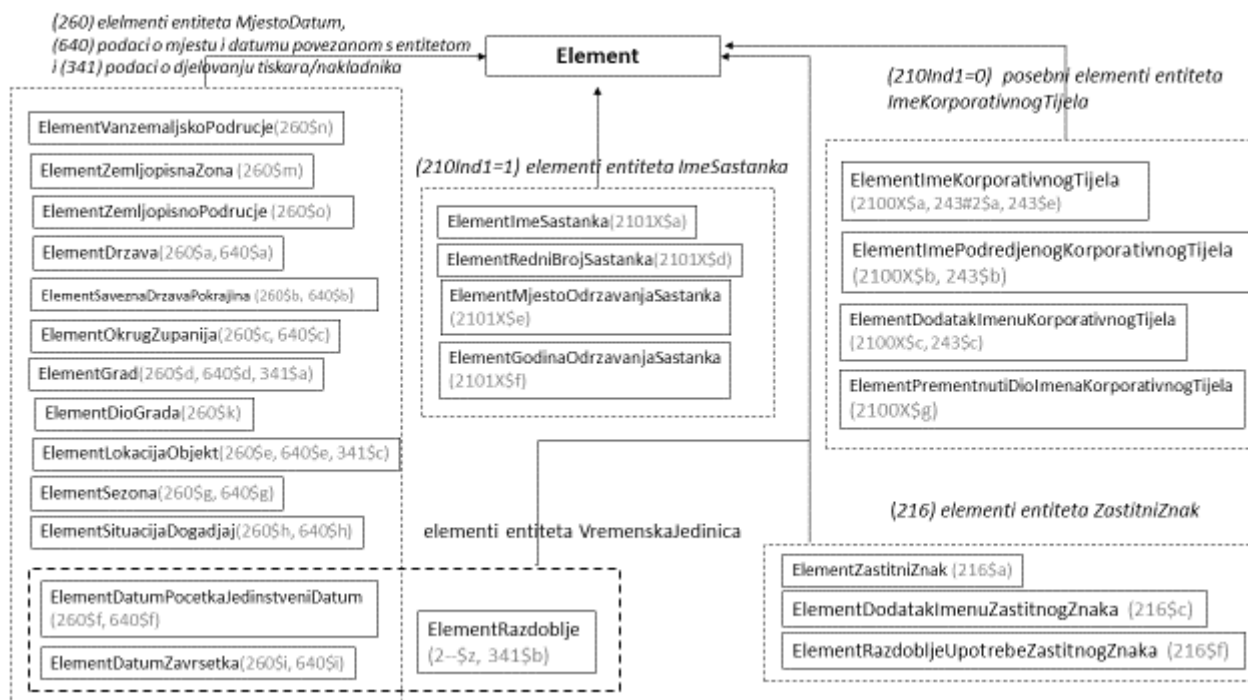 (260) elelmenti entiteta MjestoDatum,
(640) podaci o mjestu i datumu povezanom s entitetom
i (341) podaci o djelovanju tiskara/nakladnika
Element
(210Ind1=0) posebni elementi entiteta
ImeKorporativnogTijela
ElementVanzemaljskoPodrucje(260$n)
ElementZemljopisnaZona (260$m)
ElementZemljopisnoPodrucje (260$o)
ElementDrzava(260$a, 640$a)
ElementSaveznaDrzavaPokrajina (260$b, 640$b)
ElementOkrugZupanija(260$c, 640$c)
ElementGrad(260$d, 640$d, 341$a)
ElementDioGrada(260$k)
ElementLokacijaObjekt(260$e, 640$e, 341$c)
ElementSezona(260$g, 640$g)
ElementSituacijaDogadjaj(260$h, 640$h)
ElementDatumPocetkaJedinstveniDatum
(260$f, 640$f)
ElementDatumZavrsetka(260$i, 640$i)
(210Ind1=1) elementi entiteta ImeSastanka
ElementImeSastanka(2101X$a)
ElementRedniBrojSastanka(2101X$d)
ElementMjestoOdrzavanjaSastanka
(2101X$e)
ElementGodinaOdrzavanjaSastanka
(2101X$f)
elementi entiteta VremenskaJedinica
ElementRazdoblje
(2--$z, 341$b)
ElementImeKorporativnogTijela
(2100X$a, 243#2$a, 243$e)
ElementImePodredjenogKorporativnogTijela
(2100X$b, 243$b)
ElementDodatakImenuKorporativnogTijela
(2100X$c, 243$c)
ElementPrementnutiDioImenaKorporativnogTijela
(2100X$g)
(216) elementi entiteta ZastitniZnak
ElementZastitniZnak (216$a)
ElementDodatakImenuZastitnogZnaka (216$c)
ElementRazdobljeUpotrebeZastitnogZnaka (216$f)